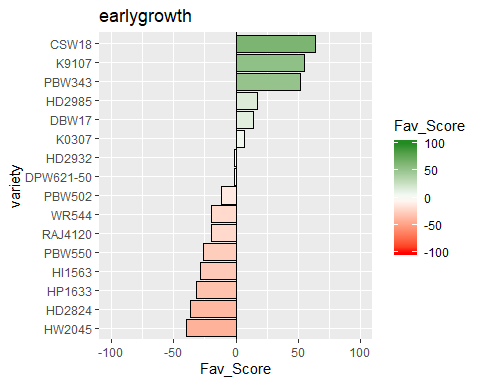 earlygrowth
CSW18
K9107
PBW343
HD2985
DBW17
K0307
HD2932
DPW621-50
PBW502
WR544
RAJ4120
PBW550
HI1563
HP1633
HD2824
HW2045
variety
-100 -50 0 50 100
Fav_Score
Fav_Score
100
50
0
-50
-100